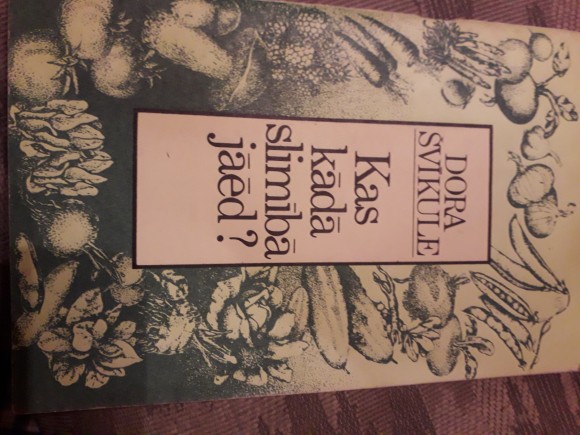 DORA
SVIKULE
Kas
kādā
slimībā
jāēd?